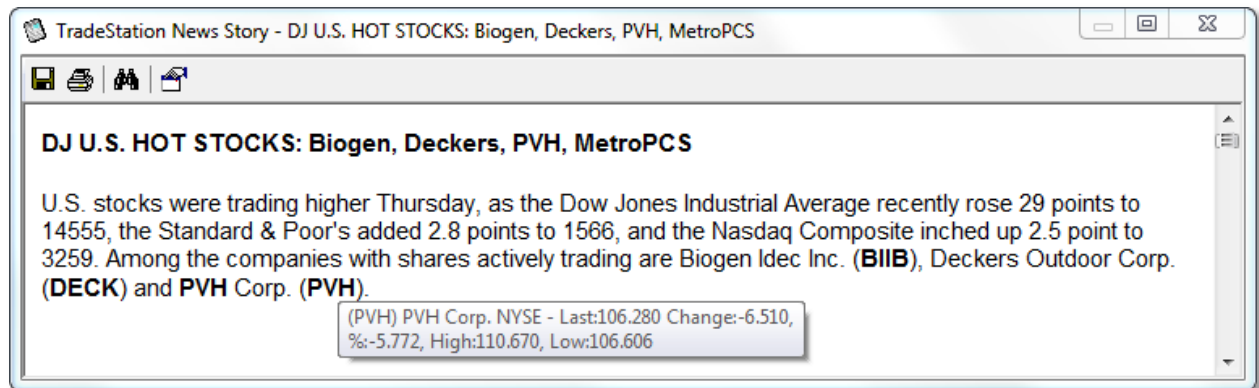 TradeStation News Story - DJ U.S. HOT STOCKS: Biogen, Deckers, PVH, MetroPCS
DJ U.S. HOT STOCKS: Biogen, Deckers, PVH, MetroPCS
U.S. stocks were trading higher Thursday, as the Dow Jones Industrial Average recently rose 29 points to
14555, the Standard & Poor's added 2.8 points to 1566, and the Nasdaq Composite inched up 2.5 point to
3259. Among the companies with shares actively trading are Biogen Idec Inc. (BIIB), Deckers Outdoor Corp.
(DECK) and PVH Corp. (PVH).
(PVH) PVH Corp. NYSE - Last:106.280 Change:-6.510,
%:-5.772, High:110.670, Low:106.606